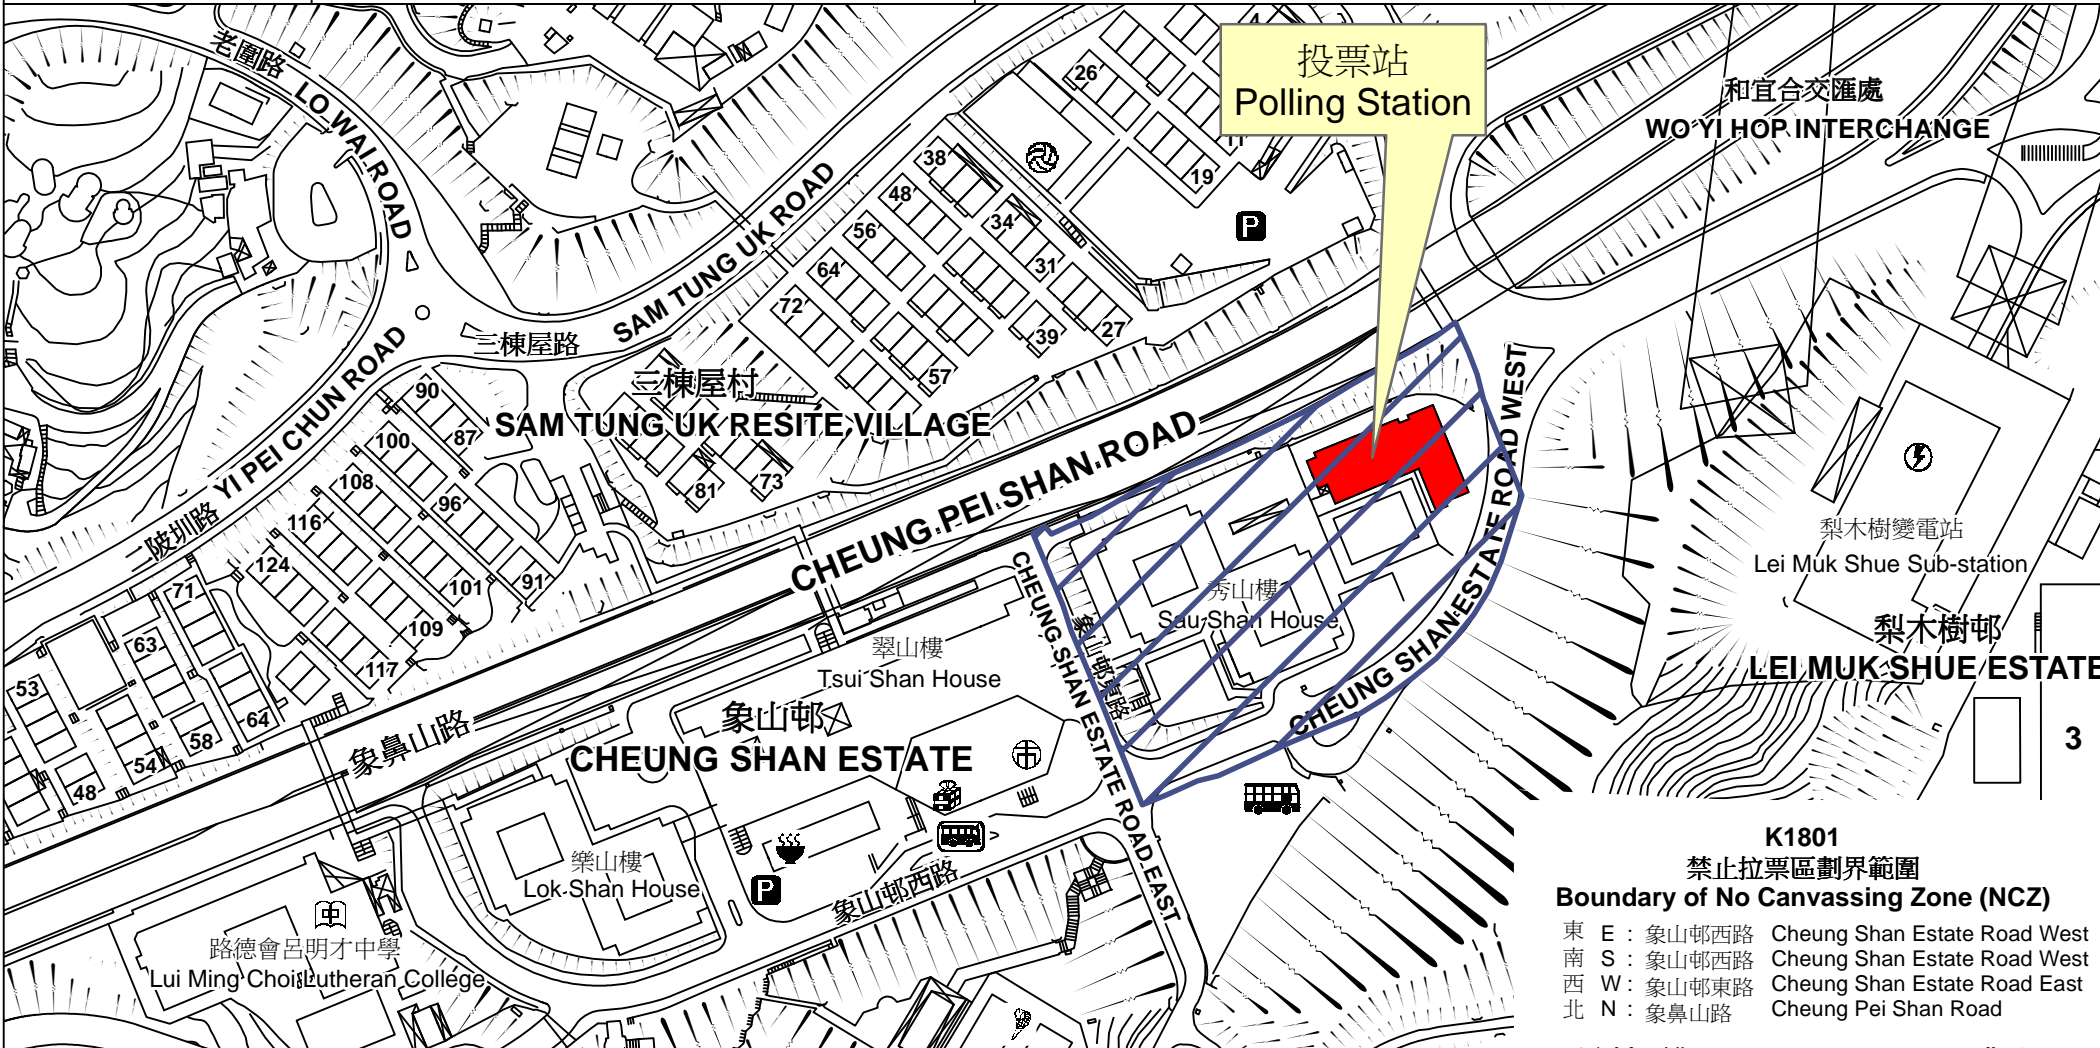 老圍路
LO WAI ROAD
投票站
Polling Station
和宜合交匯處
WO YI HOP INTERCHANGE
26
38
19
48
34
56
31
64
72
39
27
57
SAM TUNG UK ROAD
三棟屋路
三棟屋村
SAM TUNG UK RESITE VILLAGE
YI PEI CHUN ROAD
二陂圳路
90
87
100
108
96
116
81
73
124
101
91
71
109
63
117
53
64
58
54
48
CHEUNG PEI SHAN ROAD
象鼻山路
CHEUNG SHAN ESTATE ROAD WEST
秀山樓
Sau Shan House
象山邨東路
CHEUNG SHAN ESTATE ROAD EAST
梨木樹變電站
Lei Muk Shue Sub-station
梨木樹邨
LEI MUK SHUE ESTATE
3
翠山樓
Tsui Shan House
象山邨
CHEUNG SHAN ESTATE
樂山樓
Lok Shan House
P
P
象山邨西路
中
路德會呂明才中學
Lui Ming Choi Lutheran College
K1801
禁止拉票區劃界範圍
Boundary of No Canvassing Zone (NCZ)
東 E : 象山邨西路 Cheung Shan Estate Road West
南 S : 象山邨西路 Cheung Shan Estate Road West
西 W : 象山邨東路 Cheung Shan Estate Road East
北 N : 象鼻山路 Cheung Pei Shan Road